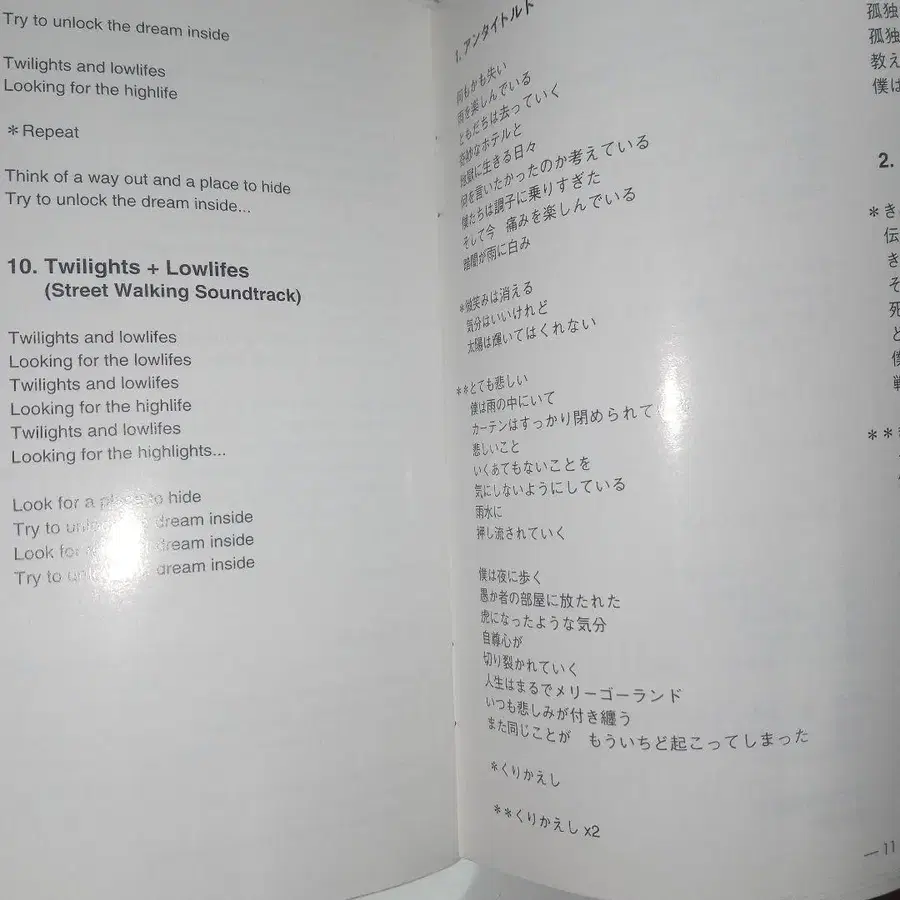 Try to unlock the dream inside
Twilights and lowlifes
Looking for the highlife
＊Repeat
Think of a way out and a place to hide
Try to unlock the dream inside...
10. Twilights + Lowlifes
(Street Walking Soundtrack)
Twilights and lowlifes
Looking for the lowlifes
Twilights and lowlifes
Looking for the highlife
Twilights and lowlifes
Looking for the highlights...
Look for a place to hide
Try to unlock dream inside
Look for dream inside
Try to dream inside
1. アンタイトルド
何もかも失い
雨を楽しんでいる
ともだちは去っていく
奇妙なホテルと
地獄に生きる日々
何を言いたかったのか考えている
僕たちは調子に乗りすぎた
そして今　痛みを楽しんでいる
暗闇が雨に白み
＊微笑みは消える
気分はいいけれど
太陽は輝いてはくれない
＊＊とても悲しい
僕は雨の中にいて
カーテンはすっかり閉められて
悲しいこと
いくあてもないことを
気にしないようにしている
雨水に
押し流されていく
僕は夜に歩く
愚か者の部屋に放たれた
虎になったような気分
自尊心が
切り裂かれていく
人生はまるでメリーゴーランド
いつも悲しみが付き纏う
また同じことが　もういちど起こってしまった
＊くりかえし
＊＊くりかえし x2
孤独
孤独
教え
僕は
2.
＊き
伝
き
そ
死
と
僕
戦
＊＊
— 11